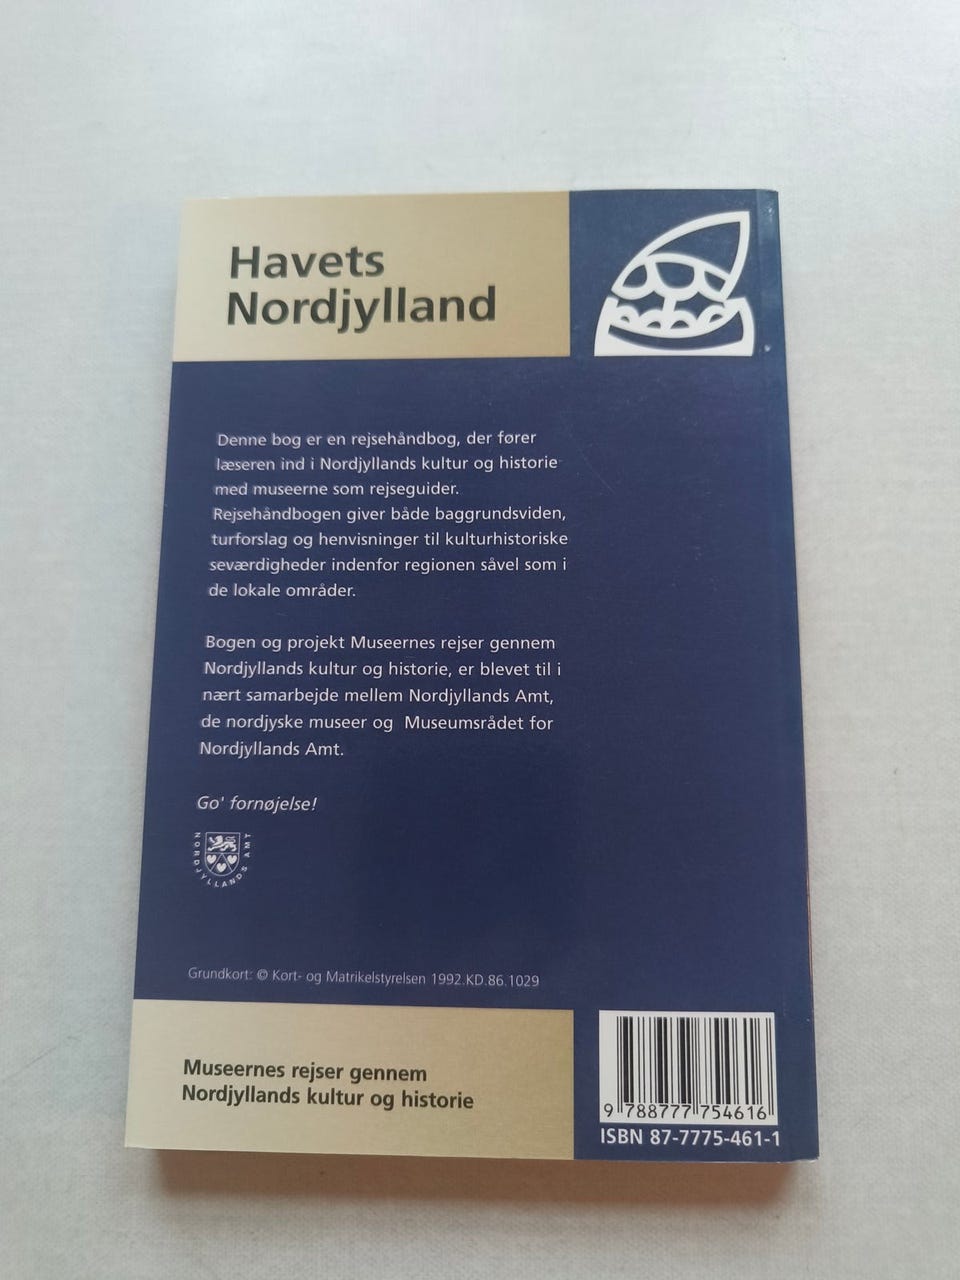 Havets
Nordjylland
Denne bog er en rejsehåndbog, der fører
læseren ind i Nordjyllands kultur og historie
med museerne som rejseguider.
Rejsehåndbogen giver både baggrundsviden,
turforslag og henvisninger til kulturhistoriske
seværdigheder indenfor regionen såvel som i
de lokale områder.
Bogen og projekt Museernes rejser gennem
Nordjyllands kultur og historie, er blevet til i
nært samarbejde mellem Nordjyllands Amt,
de nordjyske museer og Museumsrådet for
Nordjyllands Amt.
Go' fornøjelse!
NORDJYLLANDS AMT
Grundkort: © Kort- og Matrikelstyrelsen 1992.KD.86.1029
Museernes rejser gennem
Nordjyllands kultur og historie
9 788777 754616
ISBN 87-7775-461-1